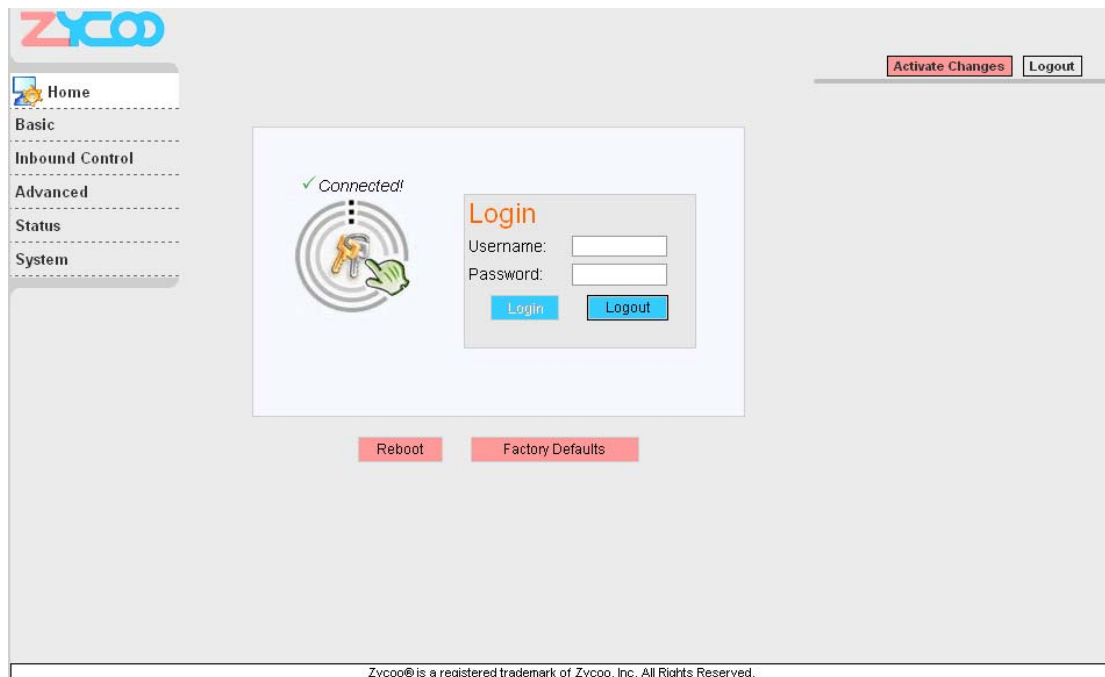 ZYCOO
Activate Changes Logout
Home
Basic
Inbound Control
Advanced
Status
System
Connected!
Login
Username:
Password:
Login Logout
Reboot Factory Defaults
Zycoo® is a registered trademark of Zycoo, Inc. All Rights Reserved.